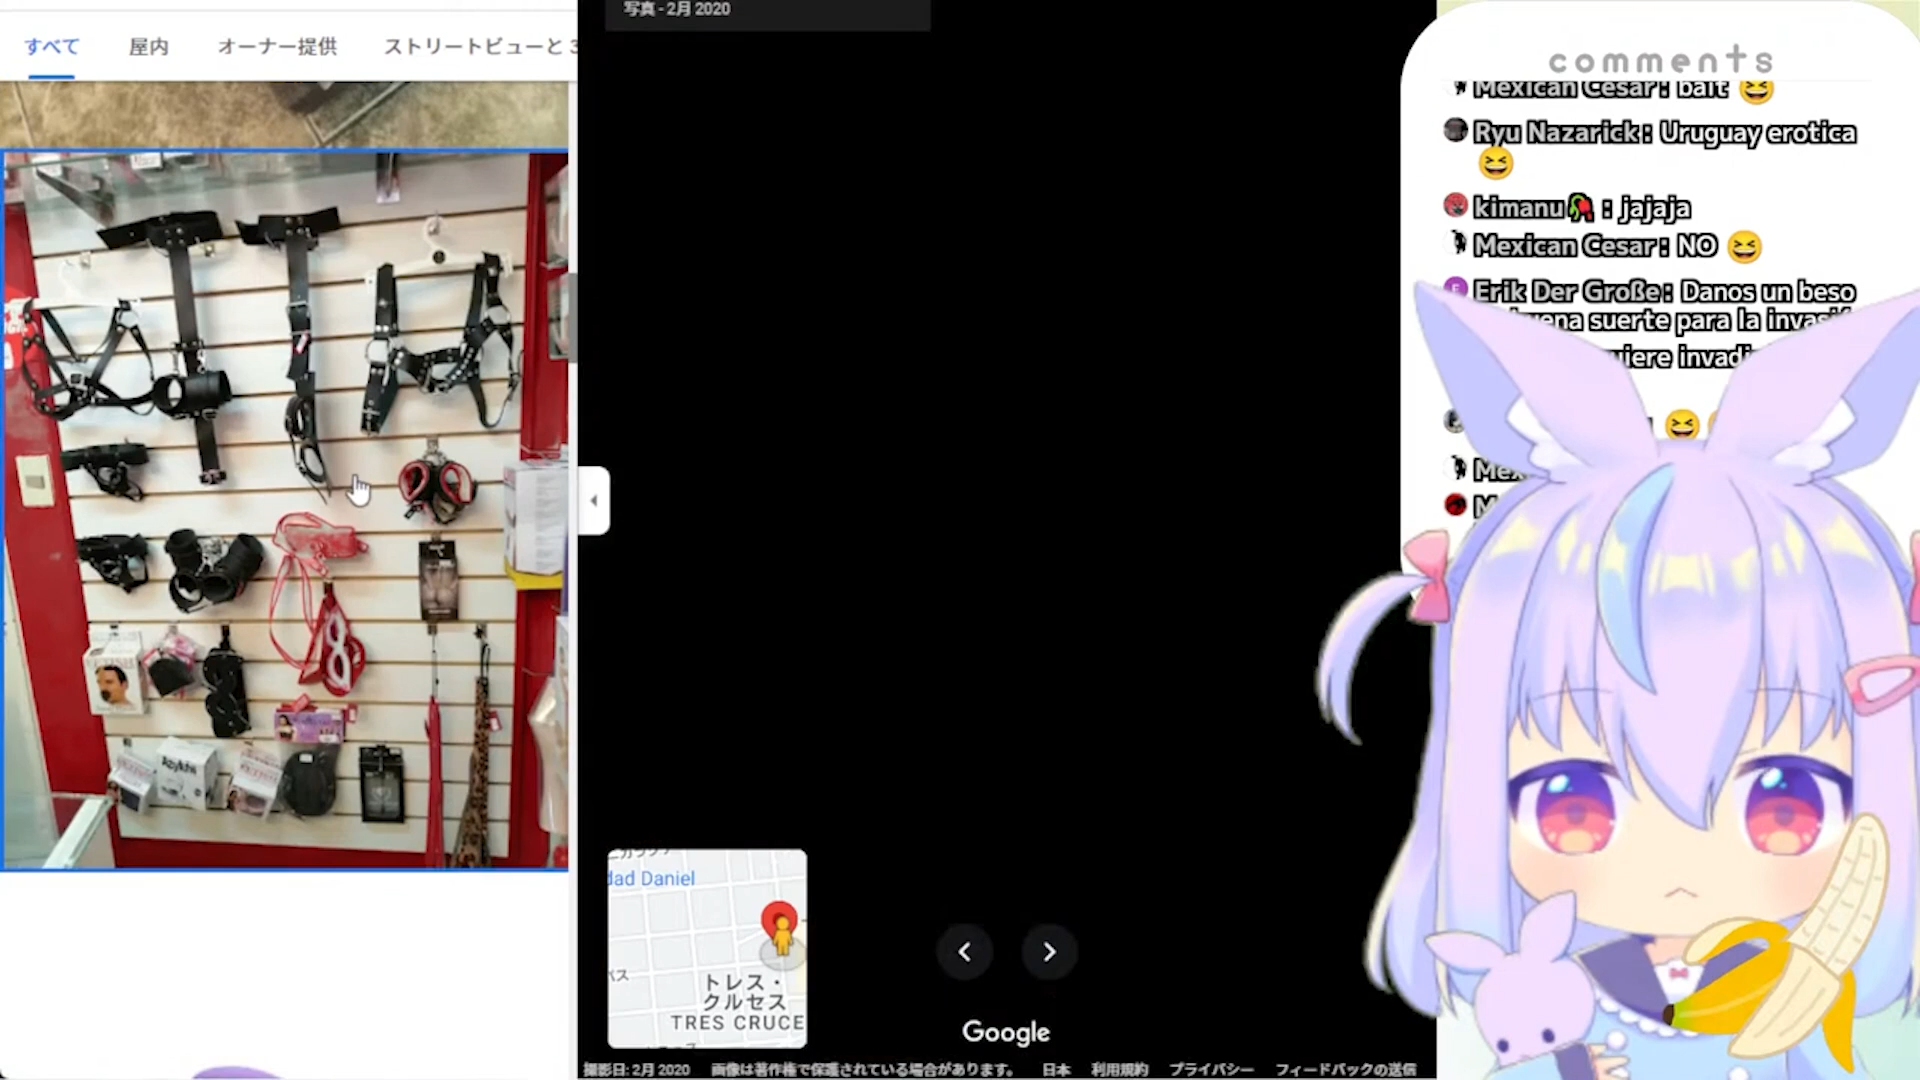 すべて
屋内
オーナー提供
ストリートビューと 3
写真 - 2月 2020
comments
Mexican Cesar : bait 😆
Ryu Nazarick : Uruguay erotica
😆
kimanu🥀 : jajaja
Mexican Cesar : NO 😆
Erik Der Große : Danos un beso
suerte para la
dad Daniel
トレス・
クルセス
TRES CRUCE
Google
撮影日: 2月 2020
画像は著作権で保護されている場合があります。
日本
利用規約
プライバシー
フィードバックの送信